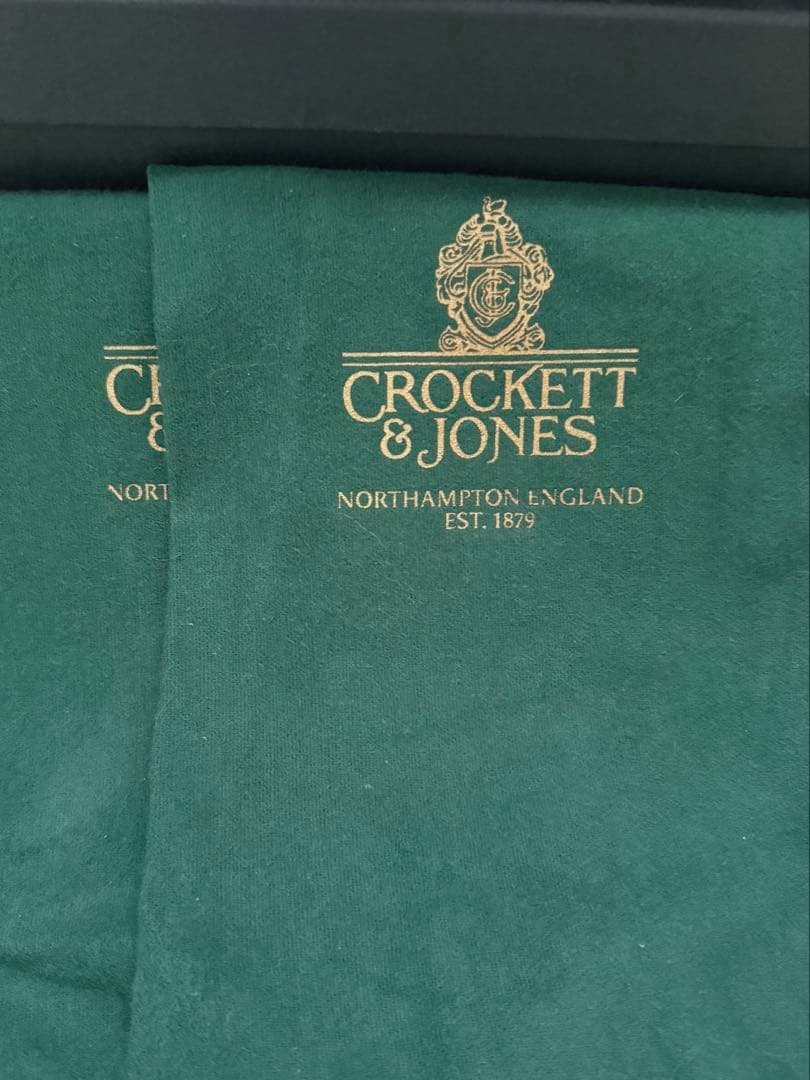 CROCKETT
& JONES
NORTHAMPTON ENGLAND
EST. 1879